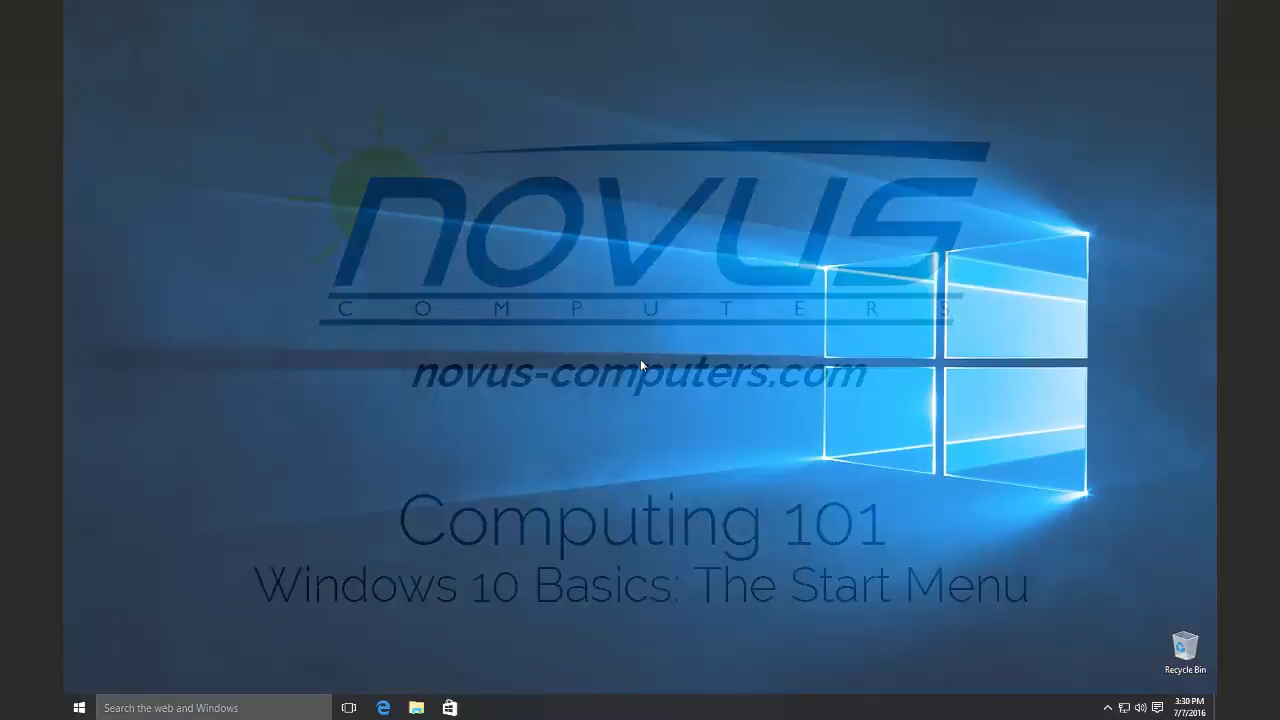 novus
COMPUTERS
novus-computers.com
Computing 101
Windows 10 Basics: The Start Menu
Recycle Bin
Search the web and Windows
3:30 PM
7/7/2016